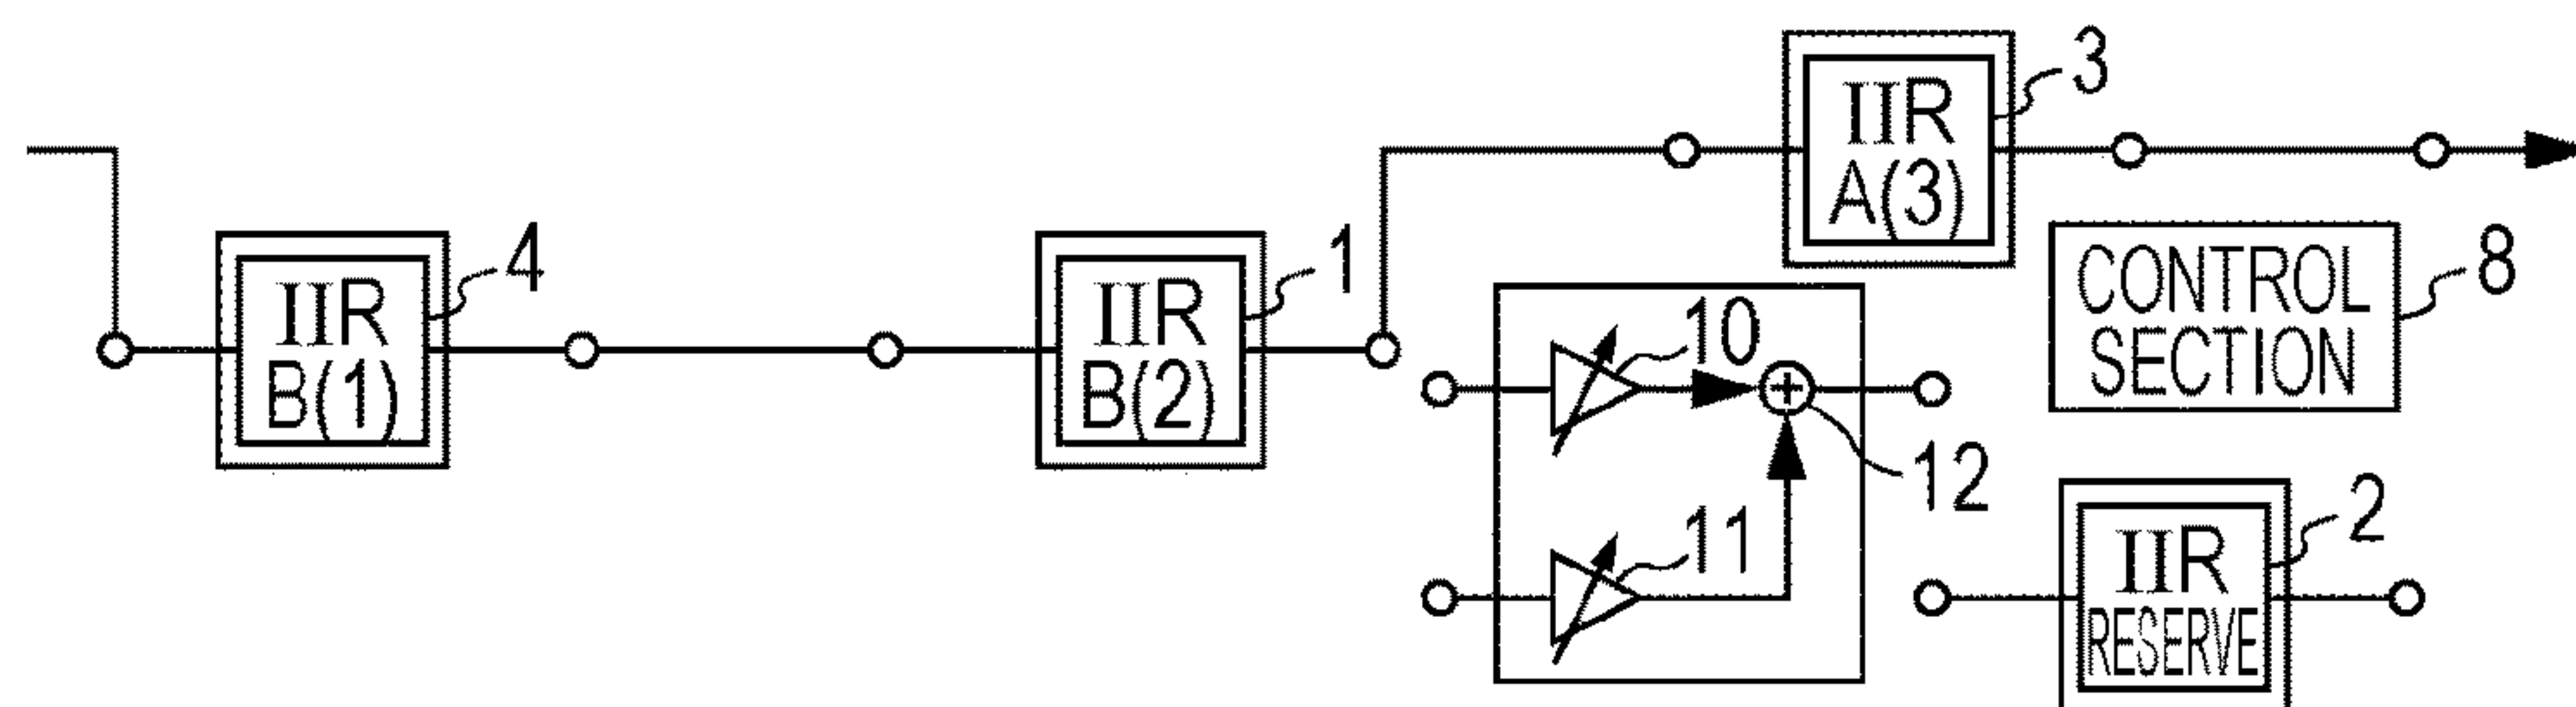 IIR
A(3)
3
IIR
B(1)
4
IIR
B(2)
1
CONTROL
SECTION
8
10
12
11
IIR
RESERVE
2